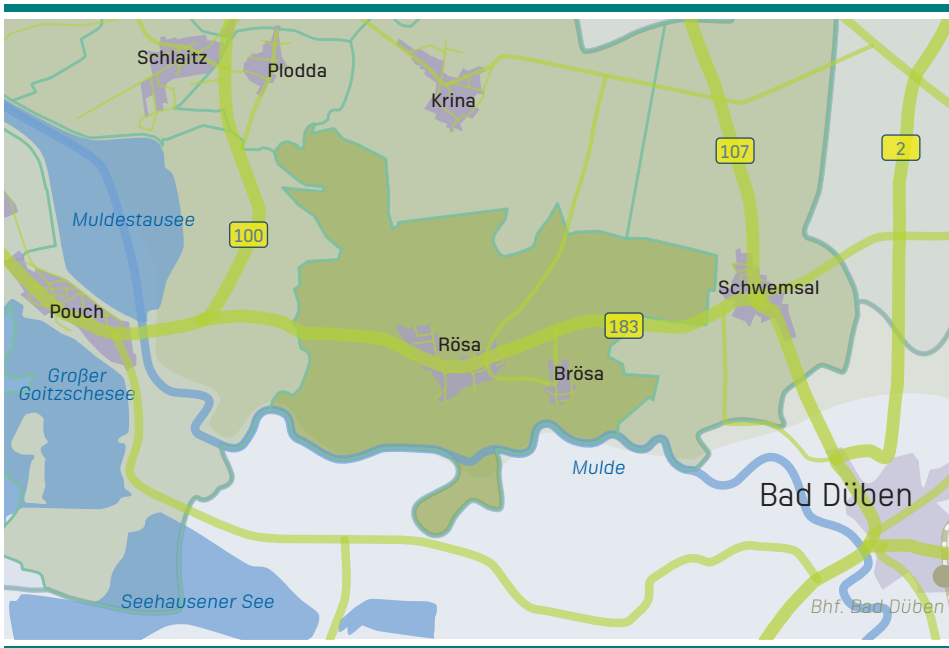 Schlaitz
Plodda
Krina
107
2
Muldestausee
100
Schwemsal
Pouch
183
Rösa
Brösa
Großer
Goitzschesee
Mulde
Bad Düben
Seehausener See
Bhf. Bad Düben